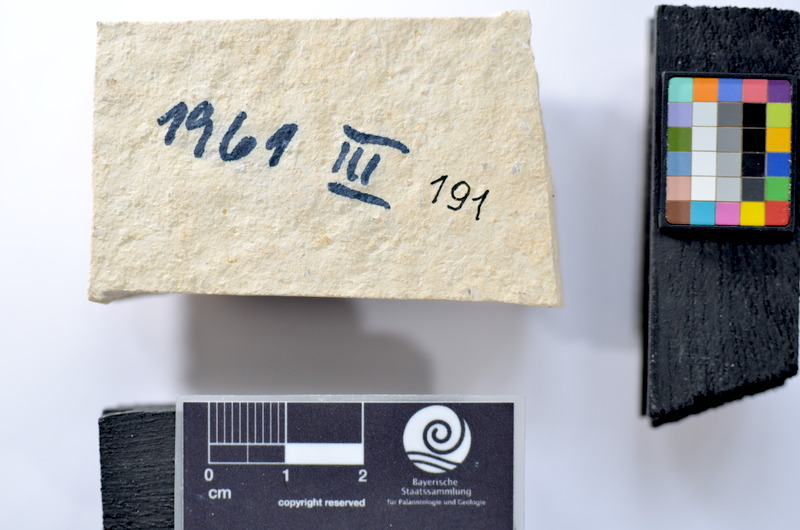 1961 III 191
0 1 2
cm
copyright reserved
Bayerische
Staatssammlung
für Paläontologie und Geologie